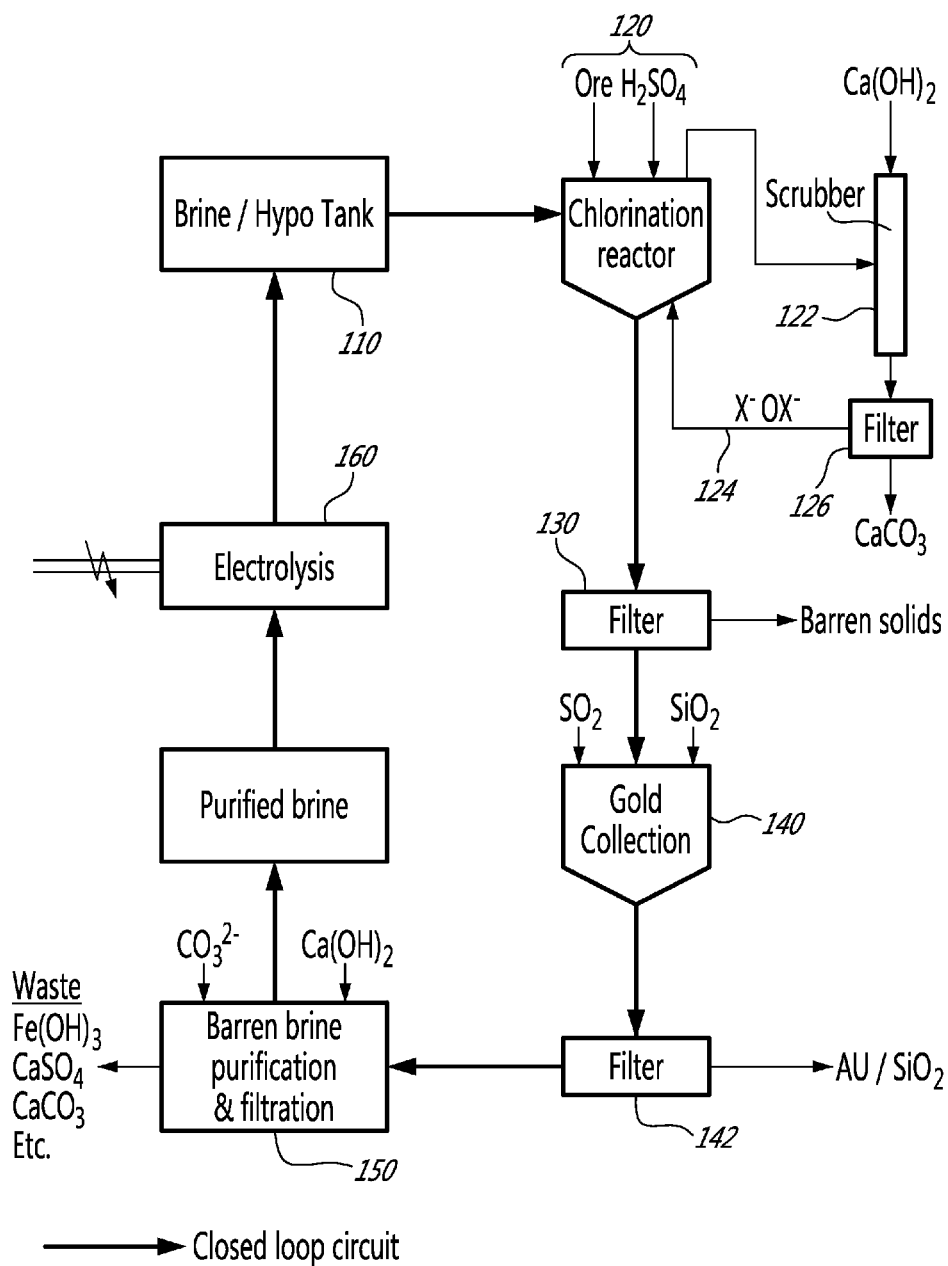 120
Ore H₂SO₄
Ca(OH)₂
Brine / Hypo Tank
110
Chlorination
reactor
Scrubber
122
X⁻ OX⁻
124
Filter
126
CaCO₃
160
Electrolysis
130
Filter
Barren solids
SO₂
SiO₂
Purified brine
Gold
Collection
140
CO₃²⁻
Ca(OH)₂
Waste
Fe(OH)₃
CaSO₄
CaCO₃
Etc.
Barren brine
purification
& filtration
150
Filter
142
AU / SiO₂
Closed loop circuit